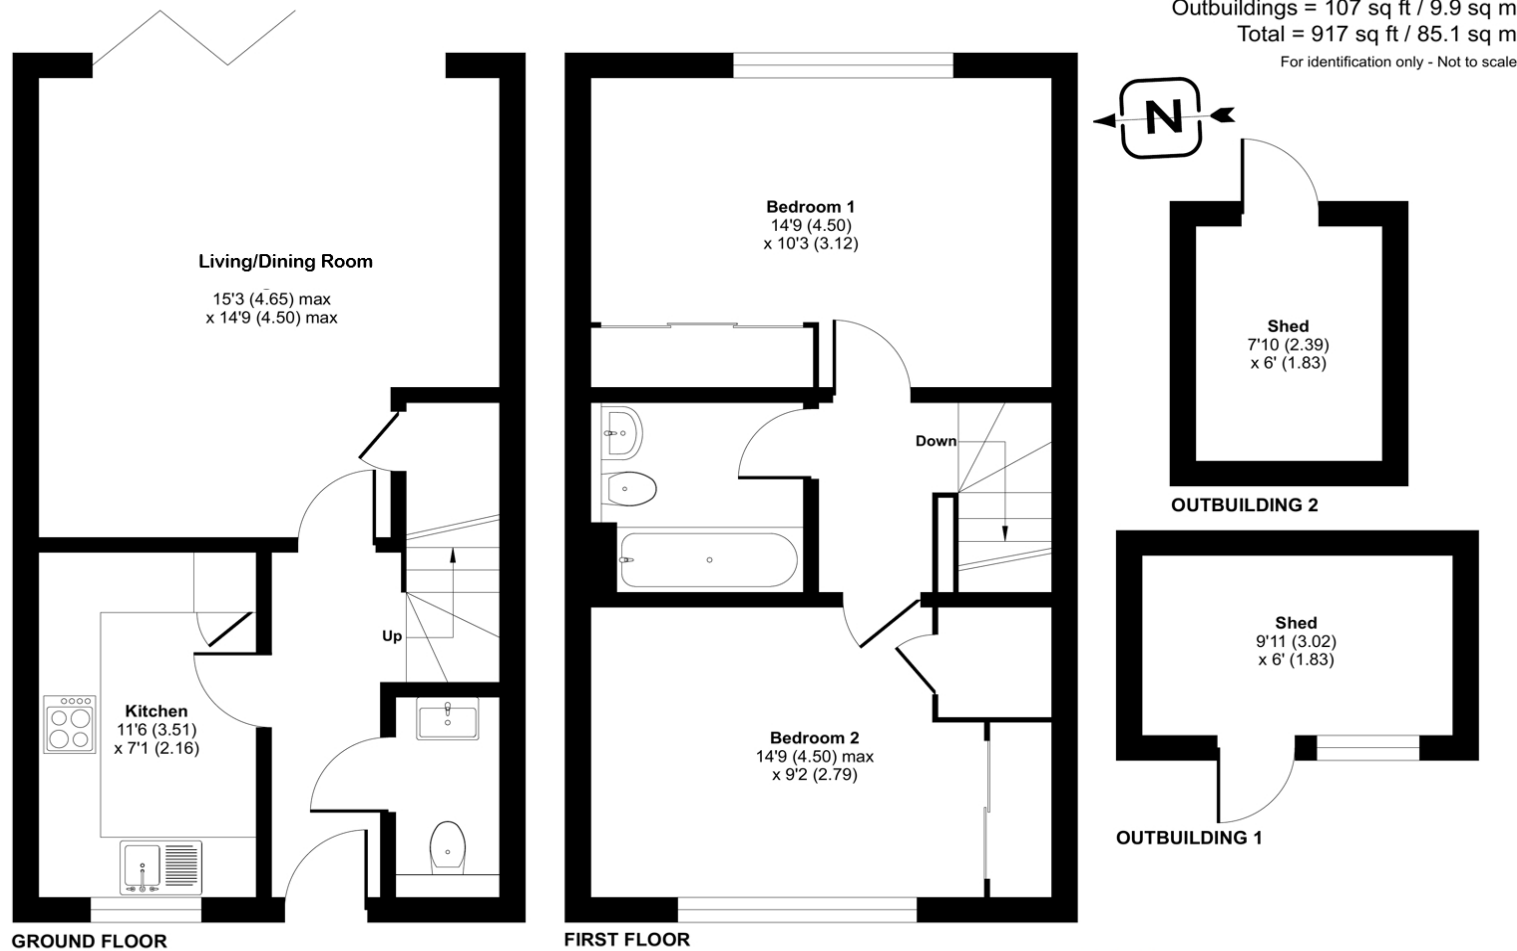 Outbuildings = 107 sq ft / 9.9 sq m
Total = 917 sq ft / 85.1 sq m
For identification only - Not to scale
N
Living/Dining Room
15'3 (4.65) max
x 14'9 (4.50) max
Up
Kitchen
11'6 (3.51)
x 7'1 (2.16)
GROUND FLOOR
Bedroom 1
14'9 (4.50)
x 10'3 (3.12)
Down
Bedroom 2
14'9 (4.50) max
x 9'2 (2.79)
FIRST FLOOR
Shed
7'10 (2.39)
x 6' (1.83)
OUTBUILDING 2
Shed
9'11 (3.02)
x 6' (1.83)
OUTBUILDING 1